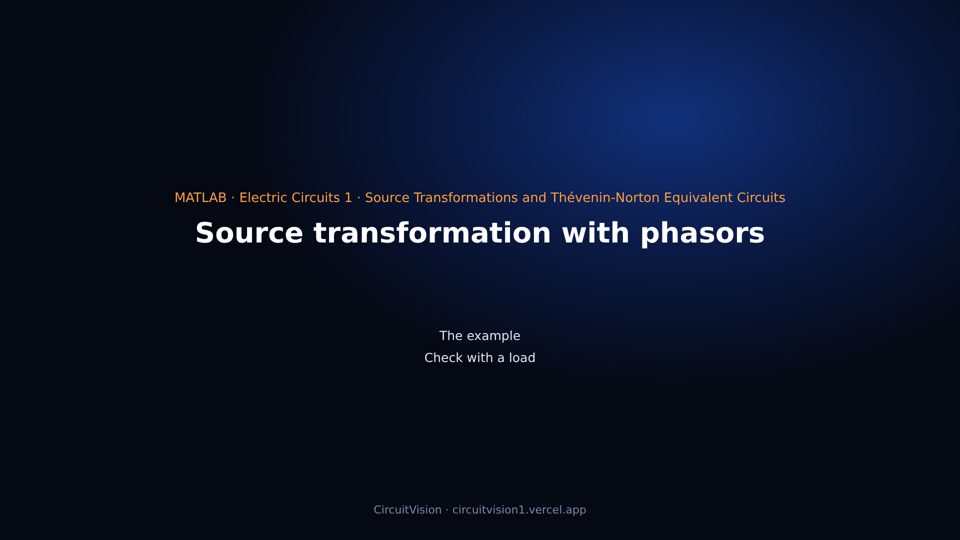 MATLAB · Electric Circuits 1 · Source Transformations and Thévenin-Norton Equivalent Circuits
Source transformation with phasors
The example
Check with a load
CircuitVision · circuitvision1.vercel.app